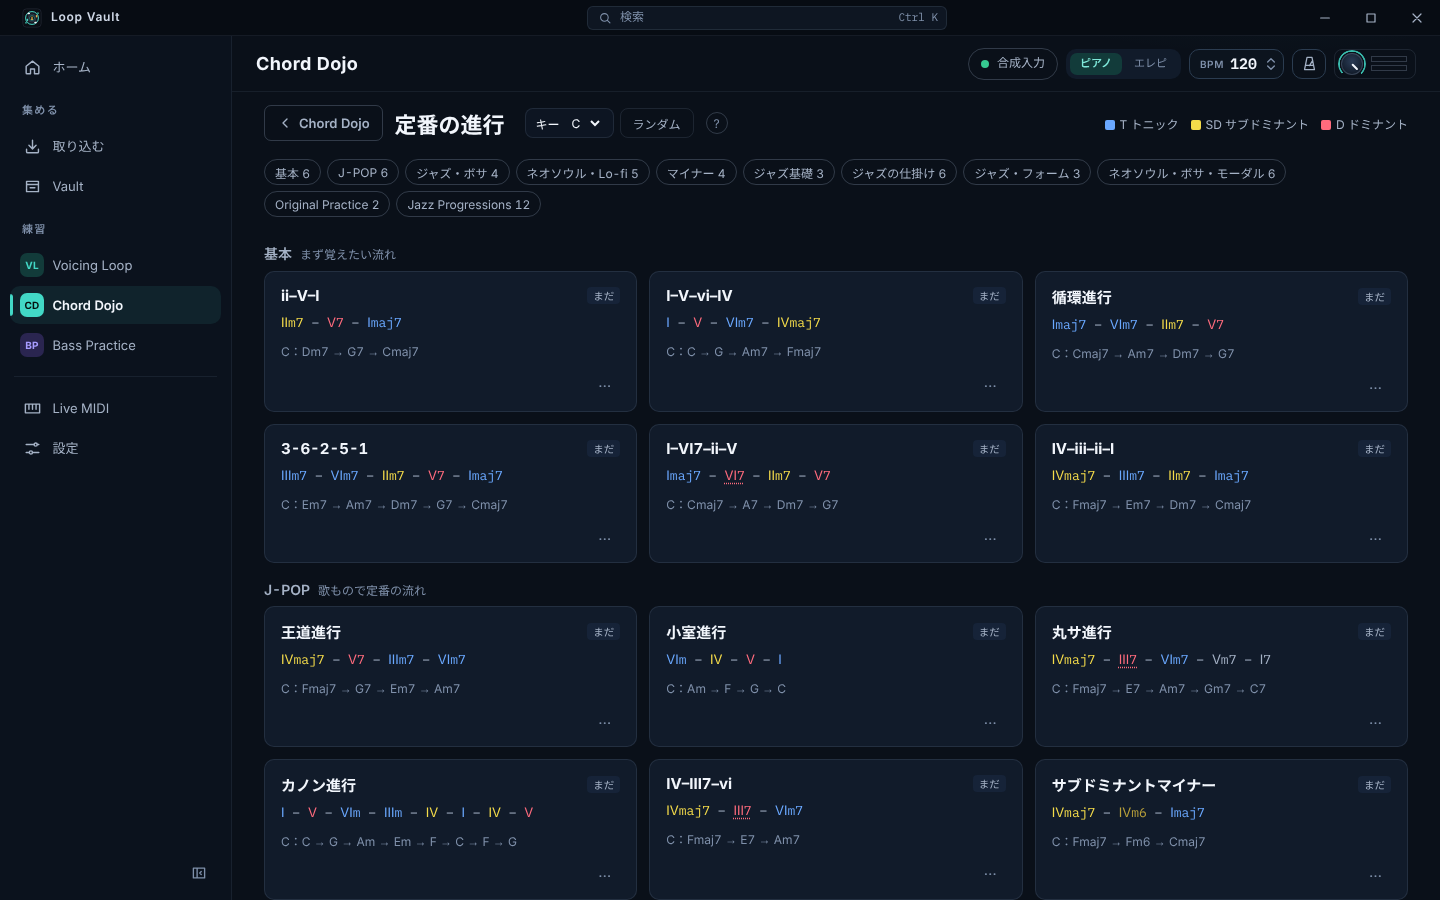 Loop Vault
検索
Ctrl K
ホーム
集める
取り込む
Vault
練習
VL Voicing Loop
CD Chord Dojo
BP Bass Practice
Live MIDI
設定
Chord Dojo
合成入力
ピアノ エレピ
BPM 120
Chord Dojo
定番の進行
キー C
ランダム
?
T トニック SD サブドミナント D ドミナント
基本 6 J-POP 6 ジャズ・ボサ 4 ネオソウル・Lo-fi 5 マイナー 4 ジャズ基礎 3 ジャズの仕掛け 6 ジャズ・フォーム 3 ネオソウル・ボサ・モーダル 6
Original Practice 2 Jazz Progressions 12
基本 まず覚えたい流れ
ii–V–I まだ
IIm7 – V7 – Imaj7
C：Dm7 → G7 → Cmaj7
...
I–V–vi–IV まだ
I – V – VIm7 – IVmaj7
C：C → G → Am7 → Fmaj7
...
循環進行 まだ
Imaj7 – VIm7 – IIm7 – V7
C：Cmaj7 → Am7 → Dm7 → G7
...
3-6-2-5-1 まだ
IIIm7 – VIm7 – IIm7 – V7 – Imaj7
C：Em7 → Am7 → Dm7 → G7 → Cmaj7
...
I–VI7–ii–V まだ
Imaj7 – VI7 – IIm7 – V7
C：Cmaj7 → A7 → Dm7 → G7
...
IV–iii–ii–I まだ
IVmaj7 – IIIm7 – IIm7 – Imaj7
C：Fmaj7 → Em7 → Dm7 → Cmaj7
...
J-POP 歌もので定番の流れ
王道進行 まだ
IVmaj7 – V7 – IIIm7 – VIm7
C：Fmaj7 → G7 → Em7 → Am7
...
小室進行 まだ
VIm – IV – V – I
C：Am → F → G → C
...
丸サ進行 まだ
IVmaj7 – III7 – VIm7 – Vm7 – I7
C：Fmaj7 → E7 → Am7 → Gm7 → C7
...
カノン進行 まだ
I – V – VIm – IIIm – IV – I – IV – V
C：C → G → Am → Em → F → C → F → G
...
IV–III7–vi まだ
IVmaj7 – III7 – VIm7
C：Fmaj7 → E7 → Am7
...
サブドミナントマイナー まだ
IVmaj7 – IVm6 – Imaj7
C：Fmaj7 → Fm6 → Cmaj7
...